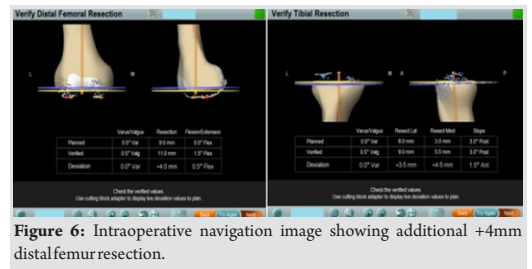 Verify Distal Femoral Resection
L
M
Varus/Valgus Resection Flexion/Extension
Planned 0.0° Var 9.0 mm 0.0° Flex
Verified 0.5° Valg 11.0 mm 1.5° Flex
Deviation 0.0° Var +4.0 mm 0.5° Flex
Check the verified values.
Use cutting block adapter to display live deviation values to plan.
Back Try Again Next
Verify Tibial Resection
L
M A
P
Varus/Valgus Resect Lat Resect Med Slope
Planned 0.0° Var 8.0 mm 3.0 mm 3.0° Post
Verified 0.5° Var 9.0 mm 5.5 mm 3.0° Post
Deviation 0.0° Var +3.5 mm +4.5 mm 1.5° Ant
Check the verified values.
Use cutting block adapter to display live deviation values to plan.
Back Try Again Next
Figure 6: Intraoperative navigation image showing additional +4mm
distal femur resection.